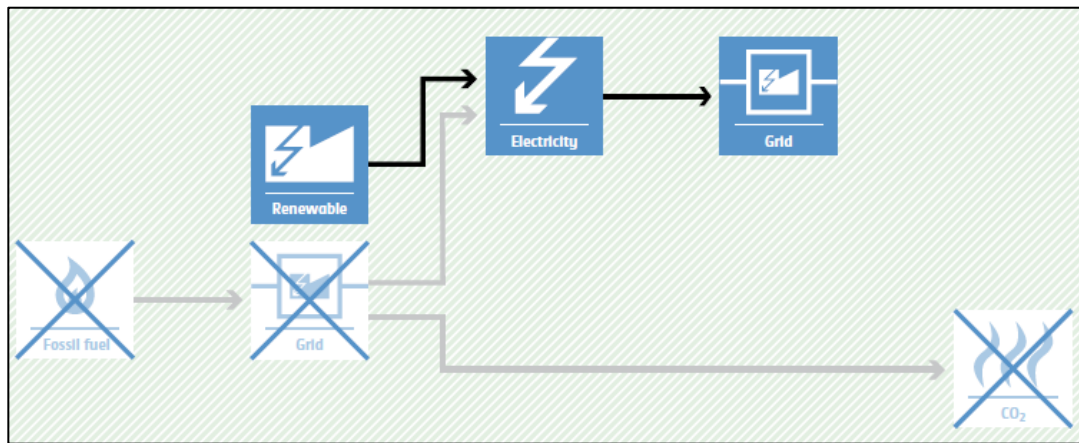 Electricity
Grid
Renewable
Fossil fuel
Grid
CO₂